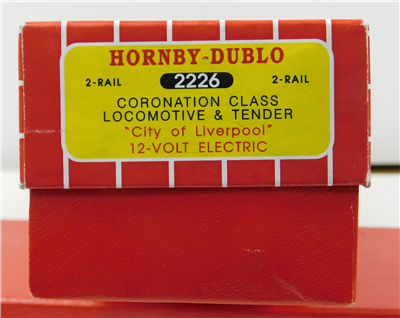 HORNBY-DUBLO
2-RAIL 2226 2-RAIL
CORONATION CLASS
LOCOMOTIVE & TENDER
"City of Liverpool"
12-VOLT ELECTRIC